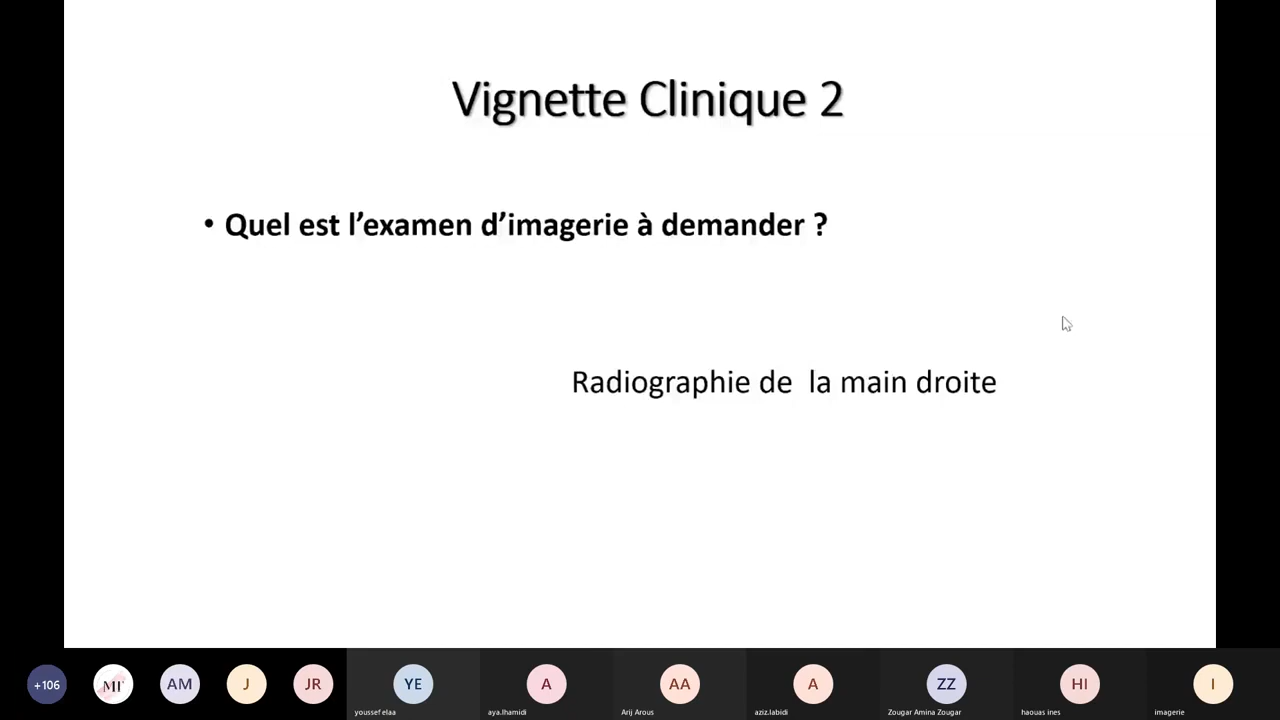 Vignette Clinique 2
• Quel est l’examen d’imagerie à demander ?
Radiographie de la main droite
+106
MI
AM
J
JR
YE
A
AA
A
ZZ
HI
I
youssef elaa
aya.lhamidi
Arij Arous
aziz.labidi
Zougar Amina Zougar
haouas ines
imagerie